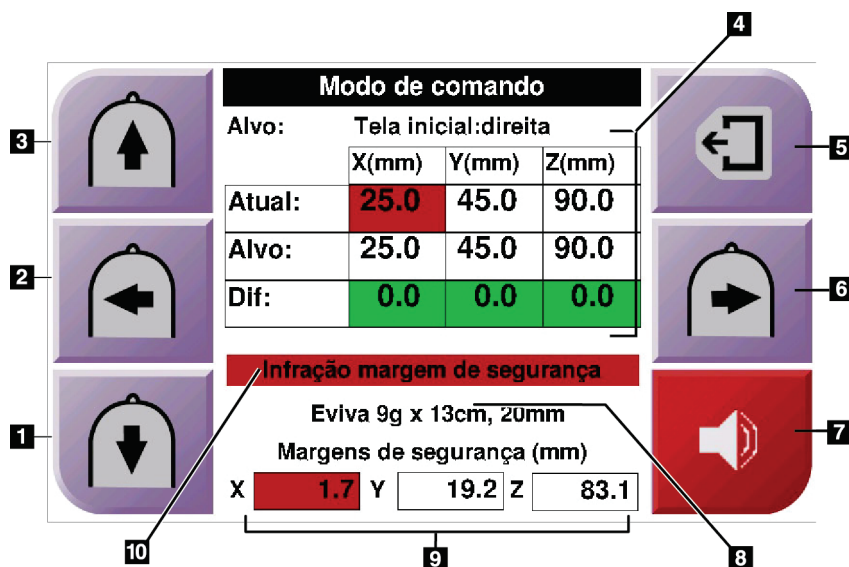 4
Modo de comando
Alvo: Tela inicial:direita
3
5
X(mm) Y(mm) Z(mm)
Atual: 25.0 45.0 90.0
Alvo: 25.0 45.0 90.0
2
6
Dif: 0.0 0.0 0.0
Infração margem de segurança
Eviva 9g x 13cm, 20mm
1
7
Margens de segurança (mm)
X 1.7 Y 19.2 Z 83.1
10
9
8